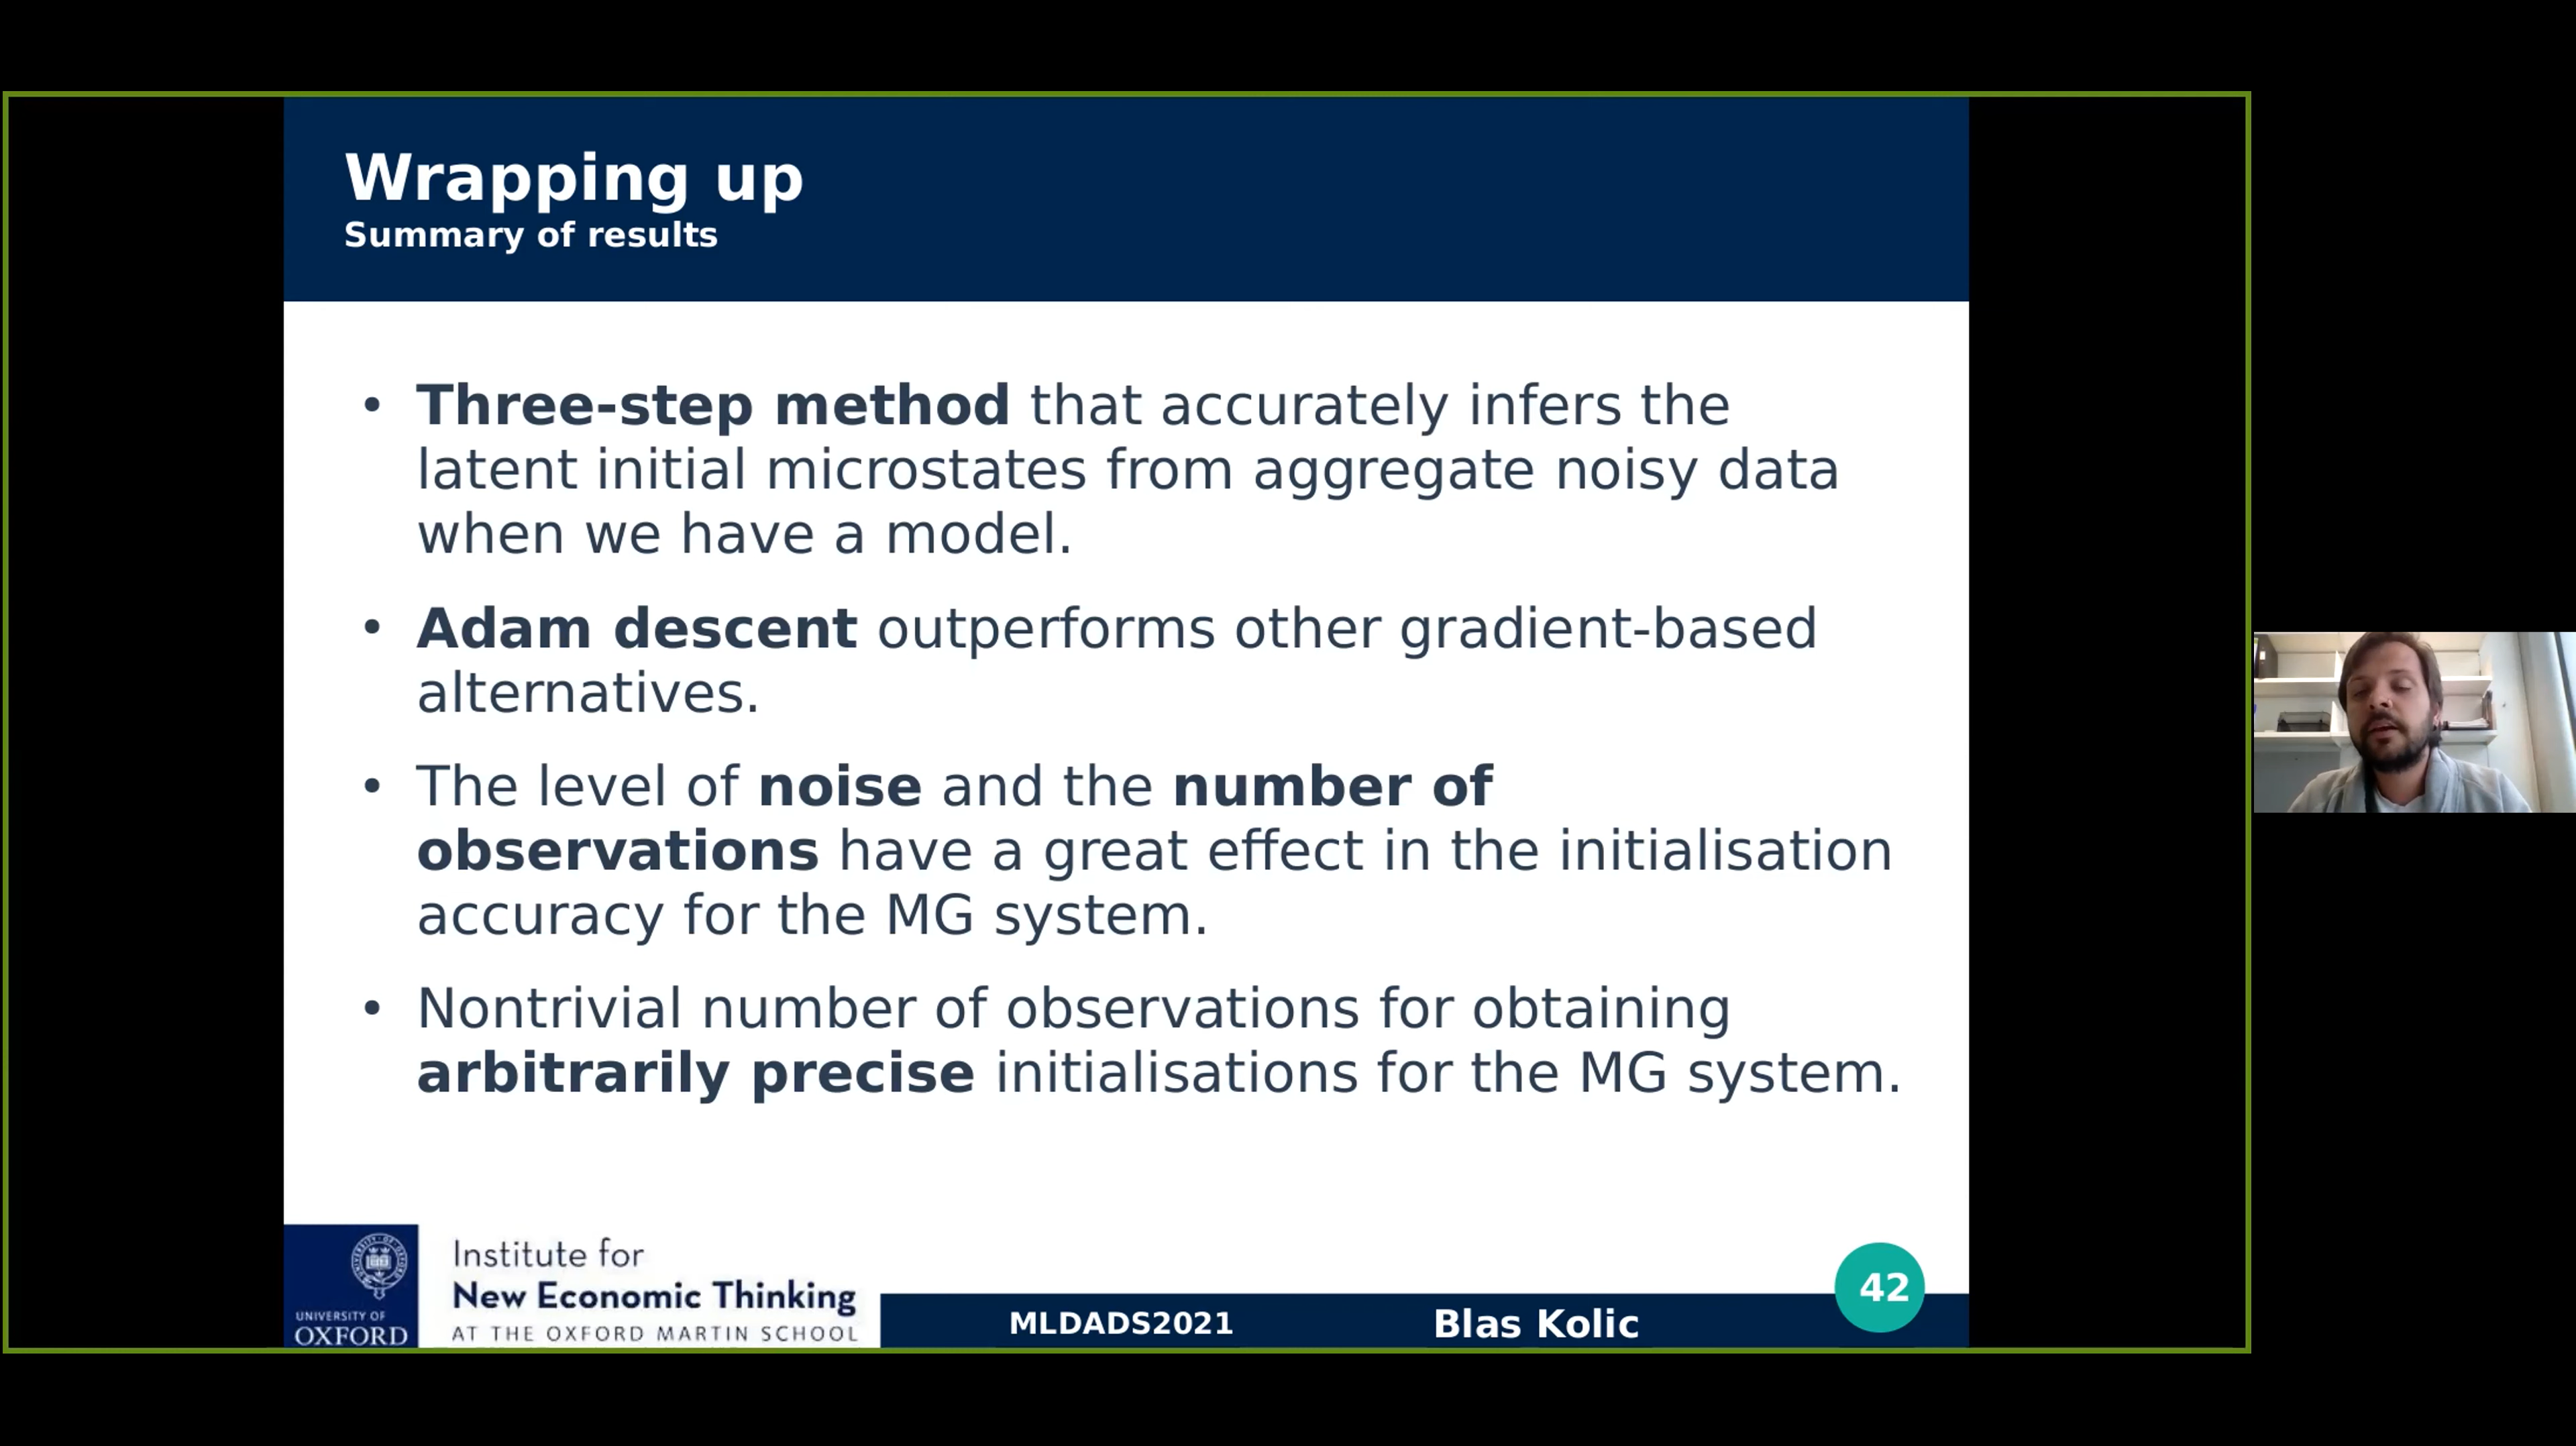 Wrapping up
Summary of results
• Three-step method that accurately infers the
latent initial microstates from aggregate noisy data
when we have a model.
• Adam descent outperforms other gradient-based
alternatives.
• The level of noise and the number of
observations have a great effect in the initialisation
accuracy for the MG system.
• Nontrivial number of observations for obtaining
arbitrarily precise initialisations for the MG system.
UNIVERSITY OF
OXFORD
Institute for
New Economic Thinking
AT THE OXFORD MARTIN SCHOOL
MLDADS2021
Blas Kolic
42